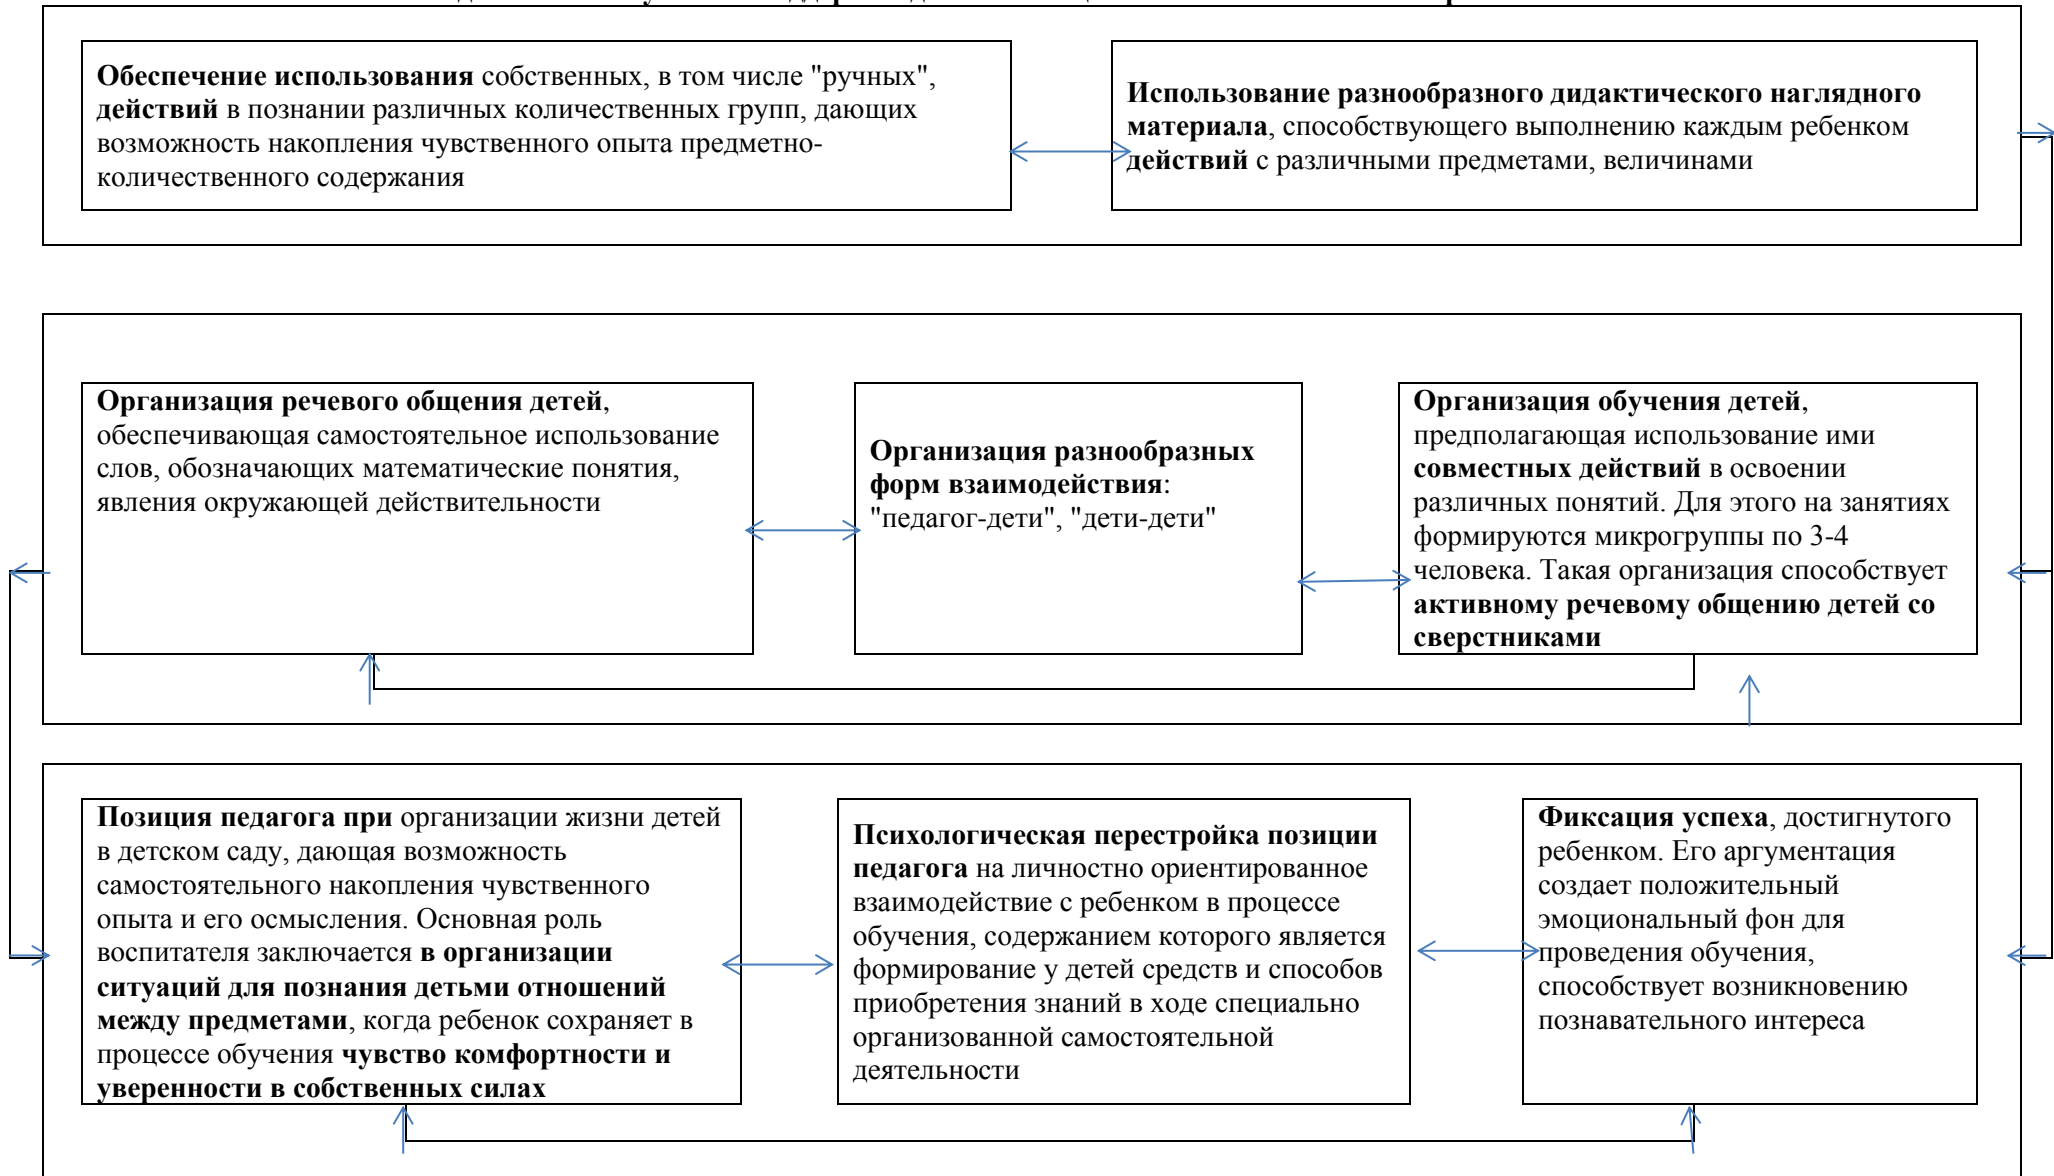 Обеспечение использования собственных, в том числе "ручных",
действий в познании различных количественных групп, дающих
возможность накопления чувственного опыта предметно-
количественного содержания
Использование разнообразного дидактического наглядного
материала, способствующего выполнению каждым ребенком
действий с различными предметами, величинами
Организация речевого общения детей,
обеспечивающая самостоятельное использование
слов, обозначающих математические понятия,
явления окружающей действительности
Организация разнообразных
форм взаимодействия:
"педагог-дети", "дети-дети"
Организация обучения детей,
предполагающая использование ими
совместных действий в освоении
различных понятий. Для этого на занятиях
формируются микрогруппы по 3-4
человека. Такая организация способствует
активному речевому общению детей со
сверстниками
Позиция педагога при организации жизни детей
в детском саду, дающая возможность
самостоятельного накопления чувственного
опыта и его осмысления. Основная роль
воспитателя заключается в организации
ситуаций для познания детьми отношений
между предметами, когда ребенок сохраняет в
процессе обучения чувство комфортности и
уверенности в собственных силах
Психологическая перестройка позиции
педагога на личностно ориентированное
взаимодействие с ребенком в процессе
обучения, содержанием которого является
формирование у детей средств и способов
приобретения знаний в ходе специально
организованной самостоятельной
деятельности
Фиксация успеха, достигнутого
ребенком. Его аргументация
создает положительный
эмоциональный фон для
проведения обучения,
способствует возникновению
познавательного интереса